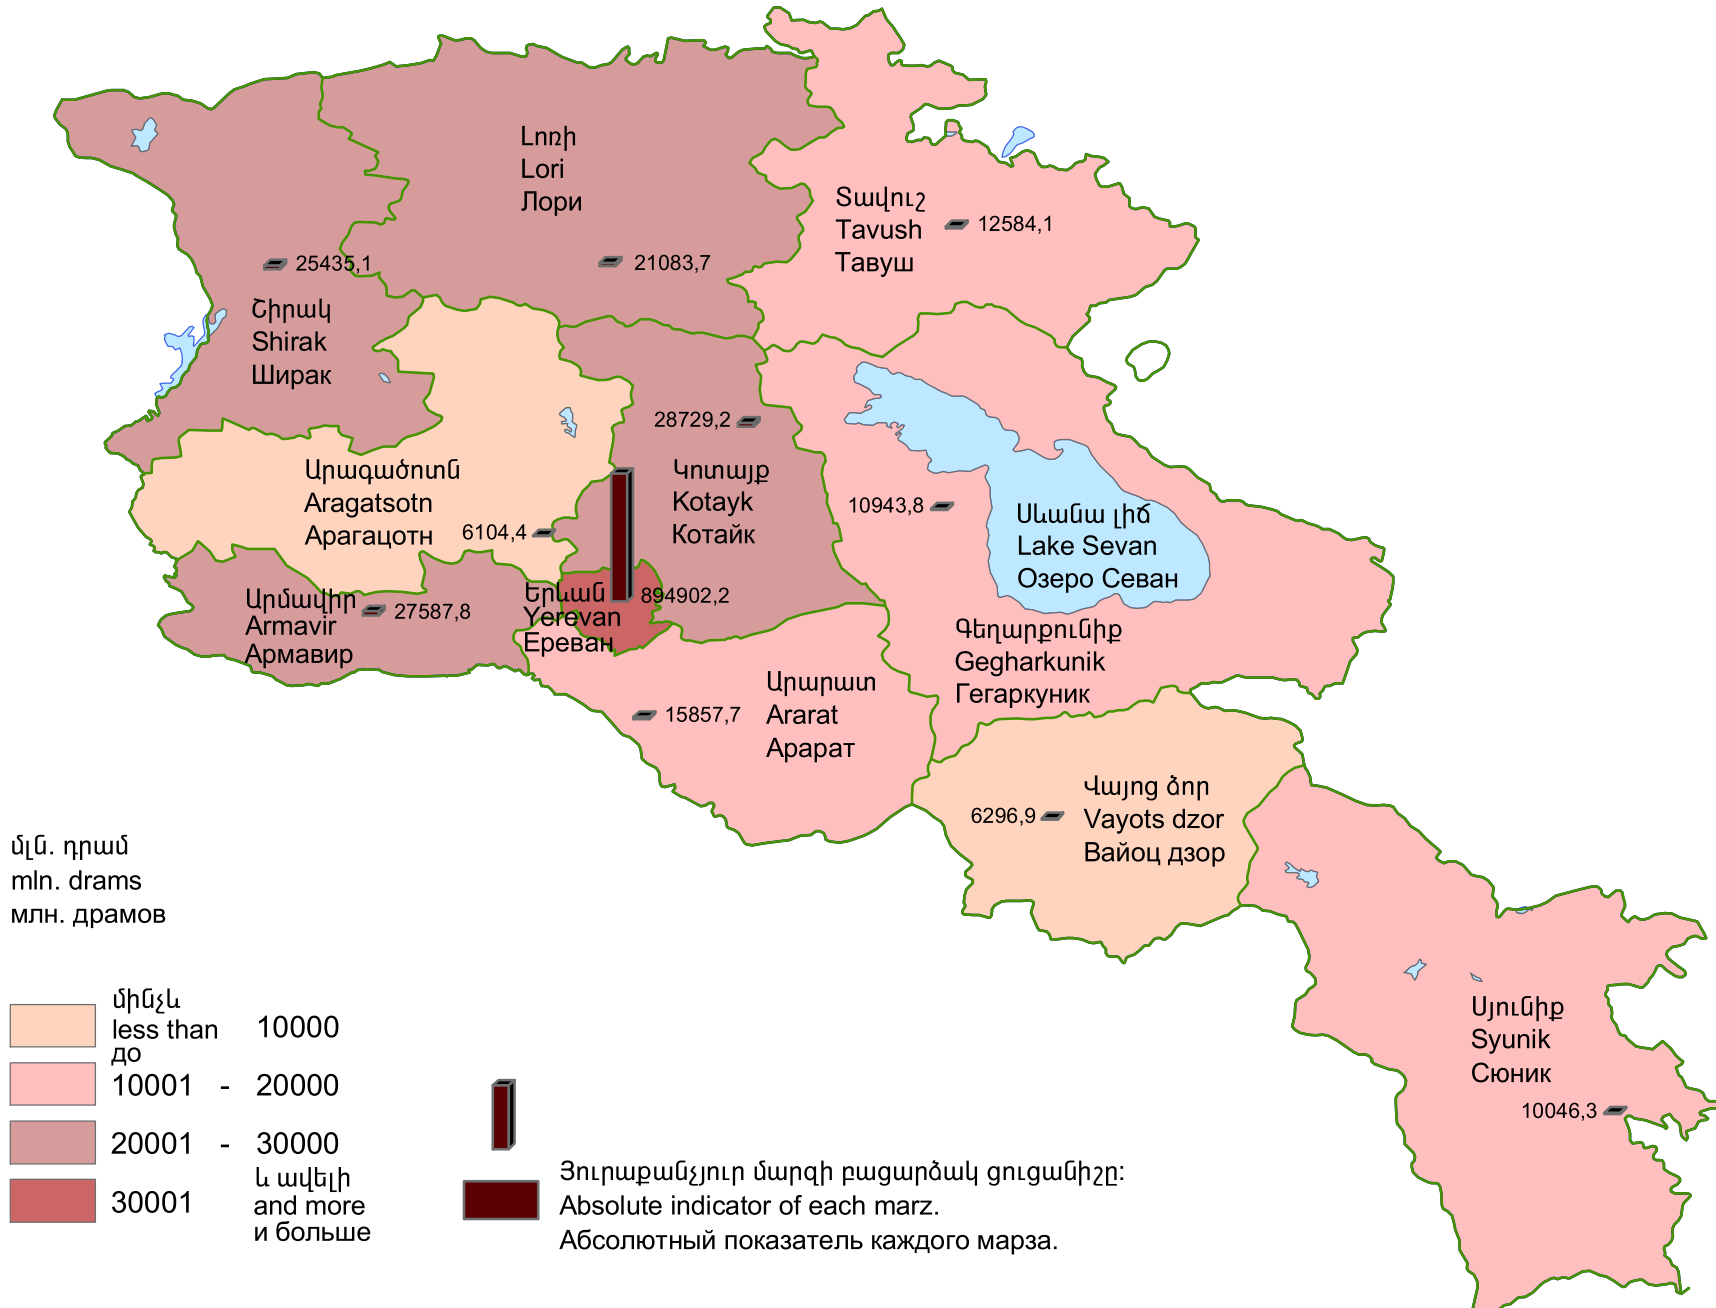 Լոռի
Lori
Лори
21083,7
Տավուշ
Tavush
Тавуш
12584,1
25435,1
Շիրակ
Shirak
Ширак
28729,2
Կոտայք
Kotayk
Котайк
Արագածոտն
Aragatsotn
Арагацотн
6104,4
10943,8
Սևանա լիճ
Lake Sevan
Озеро Севан
Արմավիր
Armavir
Армавир
27587,8
Երևան
Yerevan
Ереван
894902,2
Գեղարքունիք
Gegharkunik
Гегаркуник
Արարատ
Ararat
Арарат
15857,7
Վայոց ձոր
Vayots dzor
Вайоц дзор
6296,9
Սյունիք
Syunik
Сюник
10046,3
մլն. դրամ
mln. drams
млн. драмов
մինչև
less than 10000
до
10001 - 20000
20001 - 30000
և ավելի
30001 and more
и больше
Յուրաքանչյուր մարզի բացարձակ ցուցանիշը:
Absolute indicator of each marz.
Абсолютный показатель каждого марза.